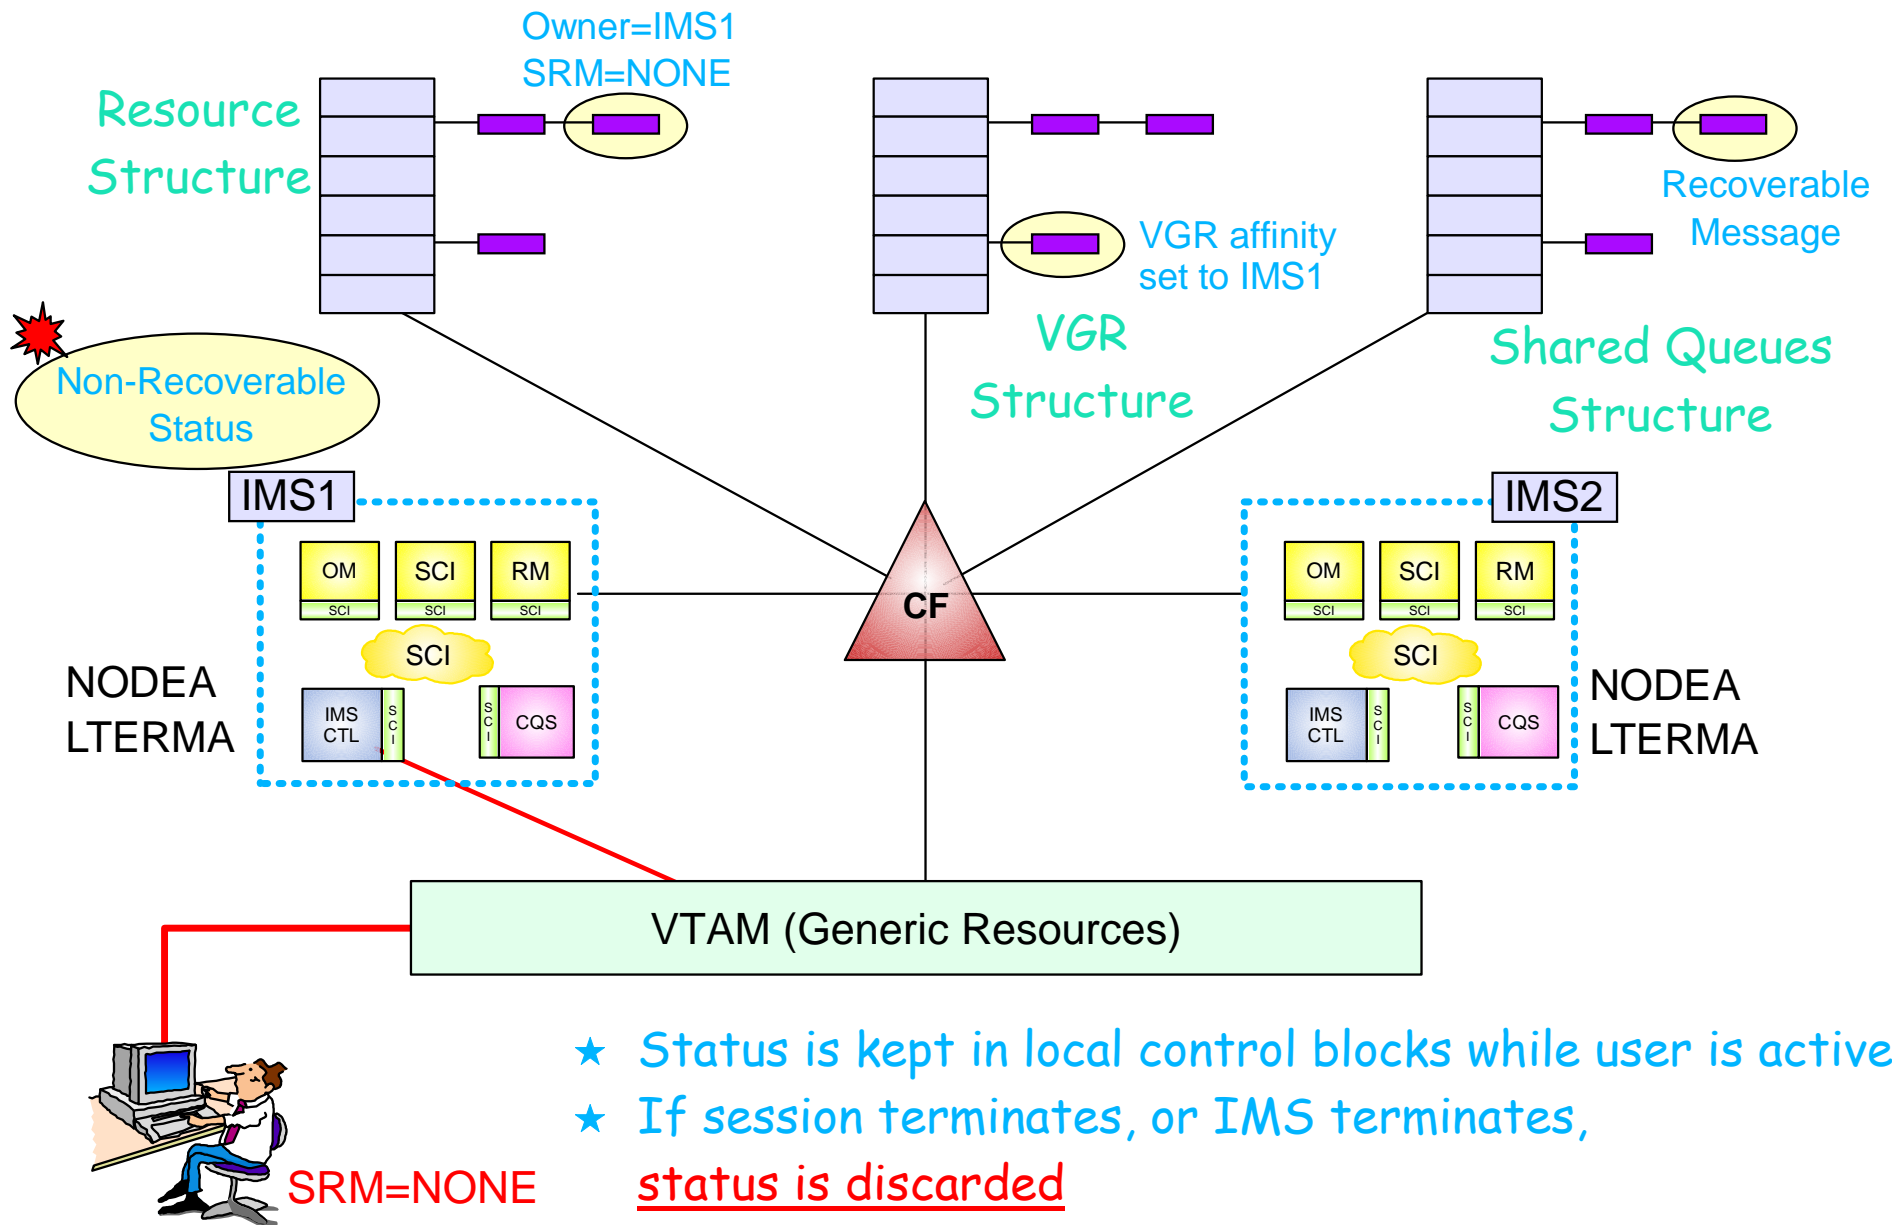 Owner=IMS1
SRM=NONE
Resource
Structure
VGR affinity
set to IMS1
VGR
Structure
Recoverable
Message
Shared Queues
Structure
Non-Recoverable
Status
IMS1
OM
SCI
SCI
SCI
RM
SCI
SCI
IMS
CTL
SCI
SCI
CQS
NODEA
LTERMA
CF
IMS2
OM
SCI
SCI
SCI
RM
SCI
SCI
IMS
CTL
SCI
SCI
CQS
NODEA
LTERMA
VTAM (Generic Resources)
SRM=NONE
★ Status is kept in local control blocks while user is active
★ If session terminates, or IMS terminates,
status is discarded